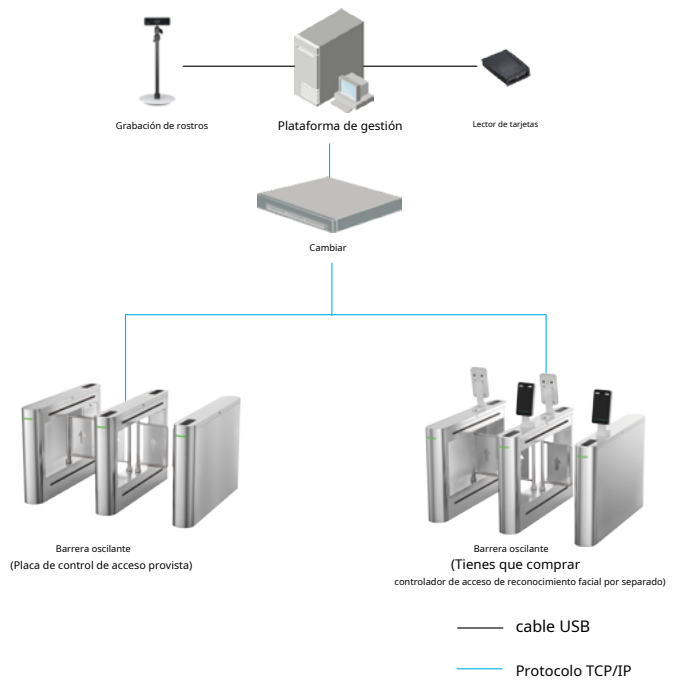 Grabación de rostros
Plataforma de gestión
Lector de tarjetas
Cambiar
Barrera oscilante
(Placa de control de acceso provista)
Barrera oscilante
(Tienes que comprar
controlador de acceso de reconocimiento facial por separado)
cable USB
Protocolo TCP/IP